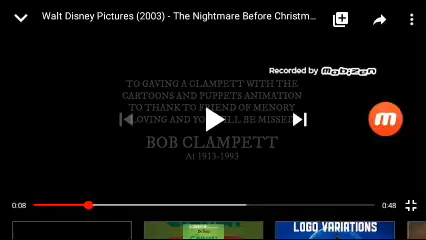 Walt Disney Pictures (2003) - The Nightmare Before Christm...
Recorded by mobizen
TO GAVING A CLAMPETT WITH THE
CARTOONS AND PUPPETS ANIMATION
TO THANK TO FRIEND OF MENORY
LOVING AND YOU WILL BE MISSED
BOB CLAMPETT
At 1913-1993
0:08
0:48
LOGO VARIATIONS